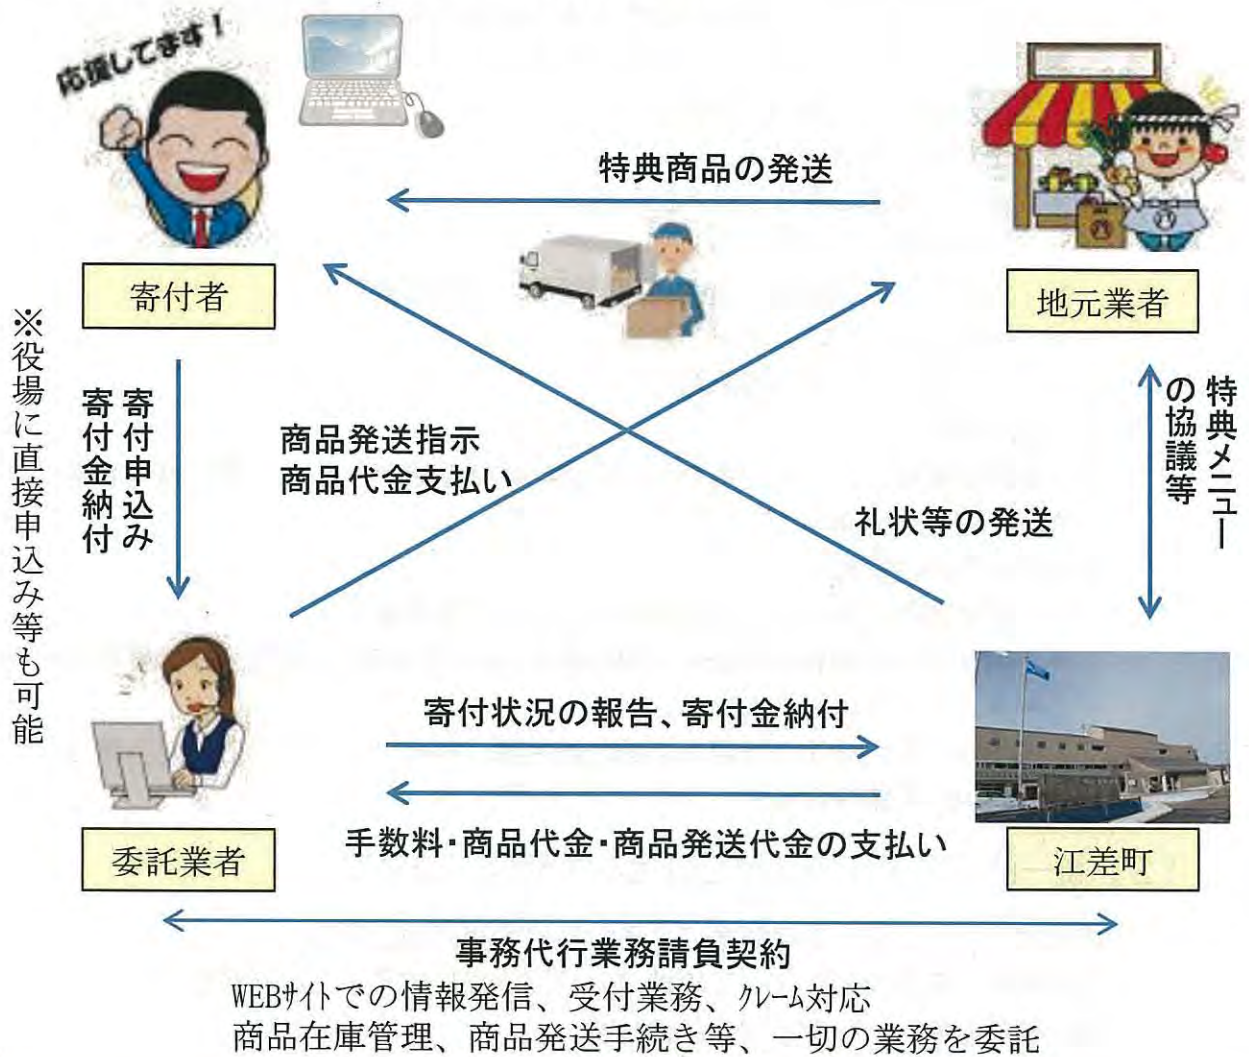 応援してます！
特典商品の発送
寄付者
地元業者
※役場に直接申込み等も可能
寄付申込み
寄付金納付
商品発送指示
商品代金支払い
特典メニュー
の協議等
礼状等の発送
寄付状況の報告、寄付金納付
手数料・商品代金・商品発送代金の支払い
委託業者
江差町
事務代行業務請負契約
WEBｻｲﾄでの情報発信、受付業務、ｸﾚｰﾑ対応
商品在庫管理、商品発送手続き等、一切の業務を委託